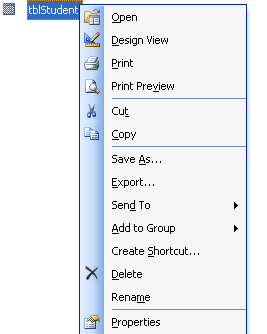 tblStudent
Open
Design View
Print
Print Preview
Cut
Copy
Save As...
Export...
Send To
Add to Group
Create Shortcut...
Delete
Rename
Properties